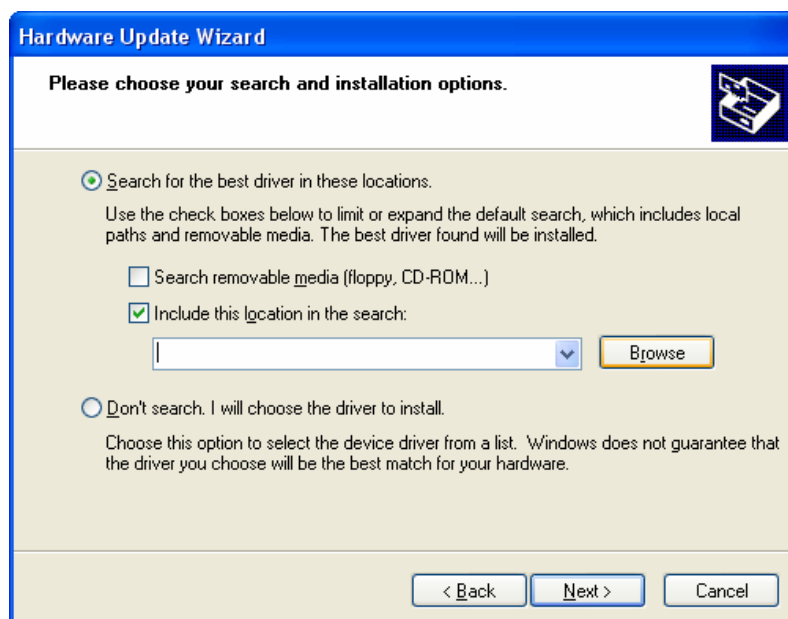 Hardware Update Wizard
Please choose your search and installation options.
Search for the best driver in these locations.
Use the check boxes below to limit or expand the default search, which includes local
paths and removable media. The best driver found will be installed.
Search removable media (floppy, CD-ROM...)
Include this location in the search:
Browse
Don't search. I will choose the driver to install.
Choose this option to select the device driver from a list.  Windows does not guarantee that
the driver you choose will be the best match for your hardware.
< Back
Next >
Cancel